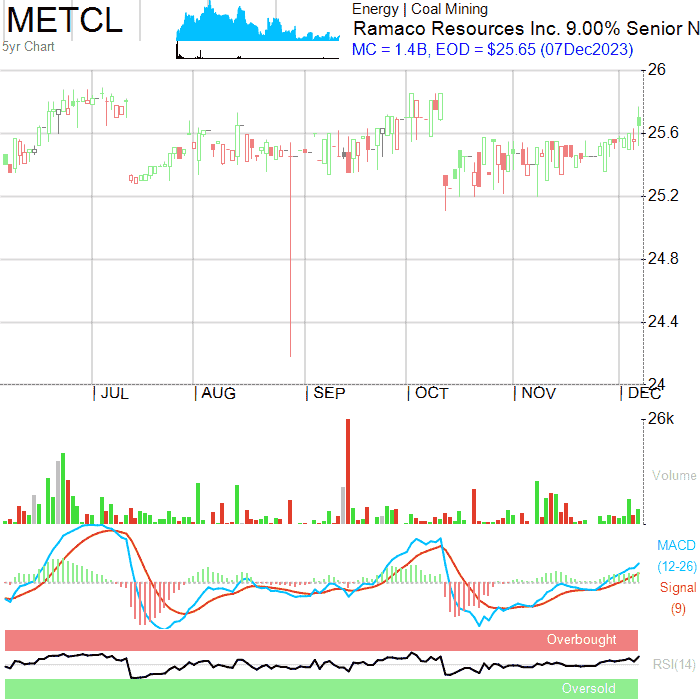 METCL
5yr Chart
Energy | Coal Mining
Ramaco Resources Inc. 9.00% Senior N
MC = 1.4B, EOD = $25.65 (07Dec2023)
26
25.6
25.2
24.8
24.4
24
JUL AUG SEP OCT NOV DEC
26k
Volume
MACD
(12-26)
Signal
(9)
Overbought
RSI(14)
Oversold